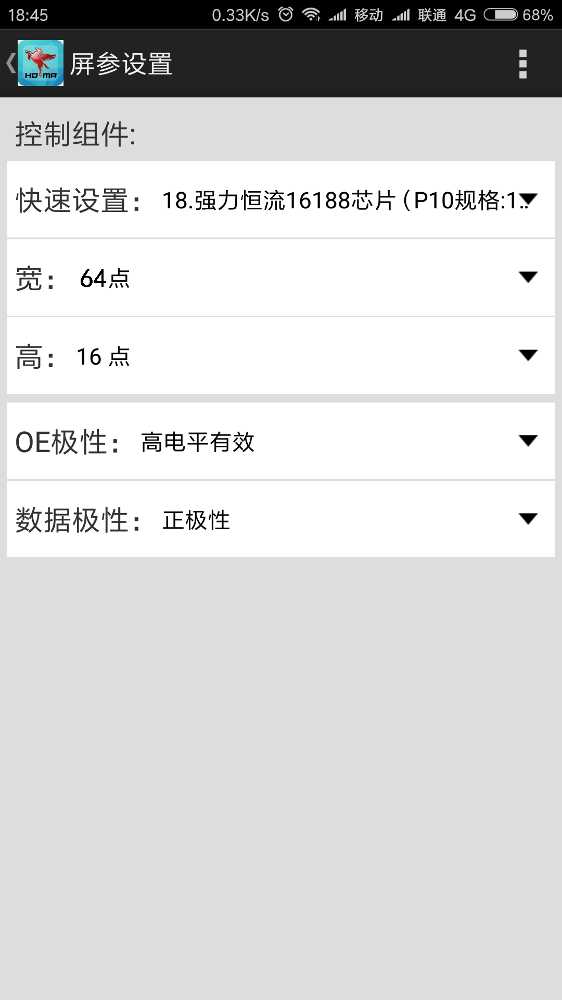 18:45 0.33K/s 移动 联通 4G 68%
HO MA 屏参设置
控制组件:
快速设置： 18.强力恒流16188芯片（P10规格:1..
宽： 64点
高： 16 点
OE极性： 高电平有效
数据极性： 正极性